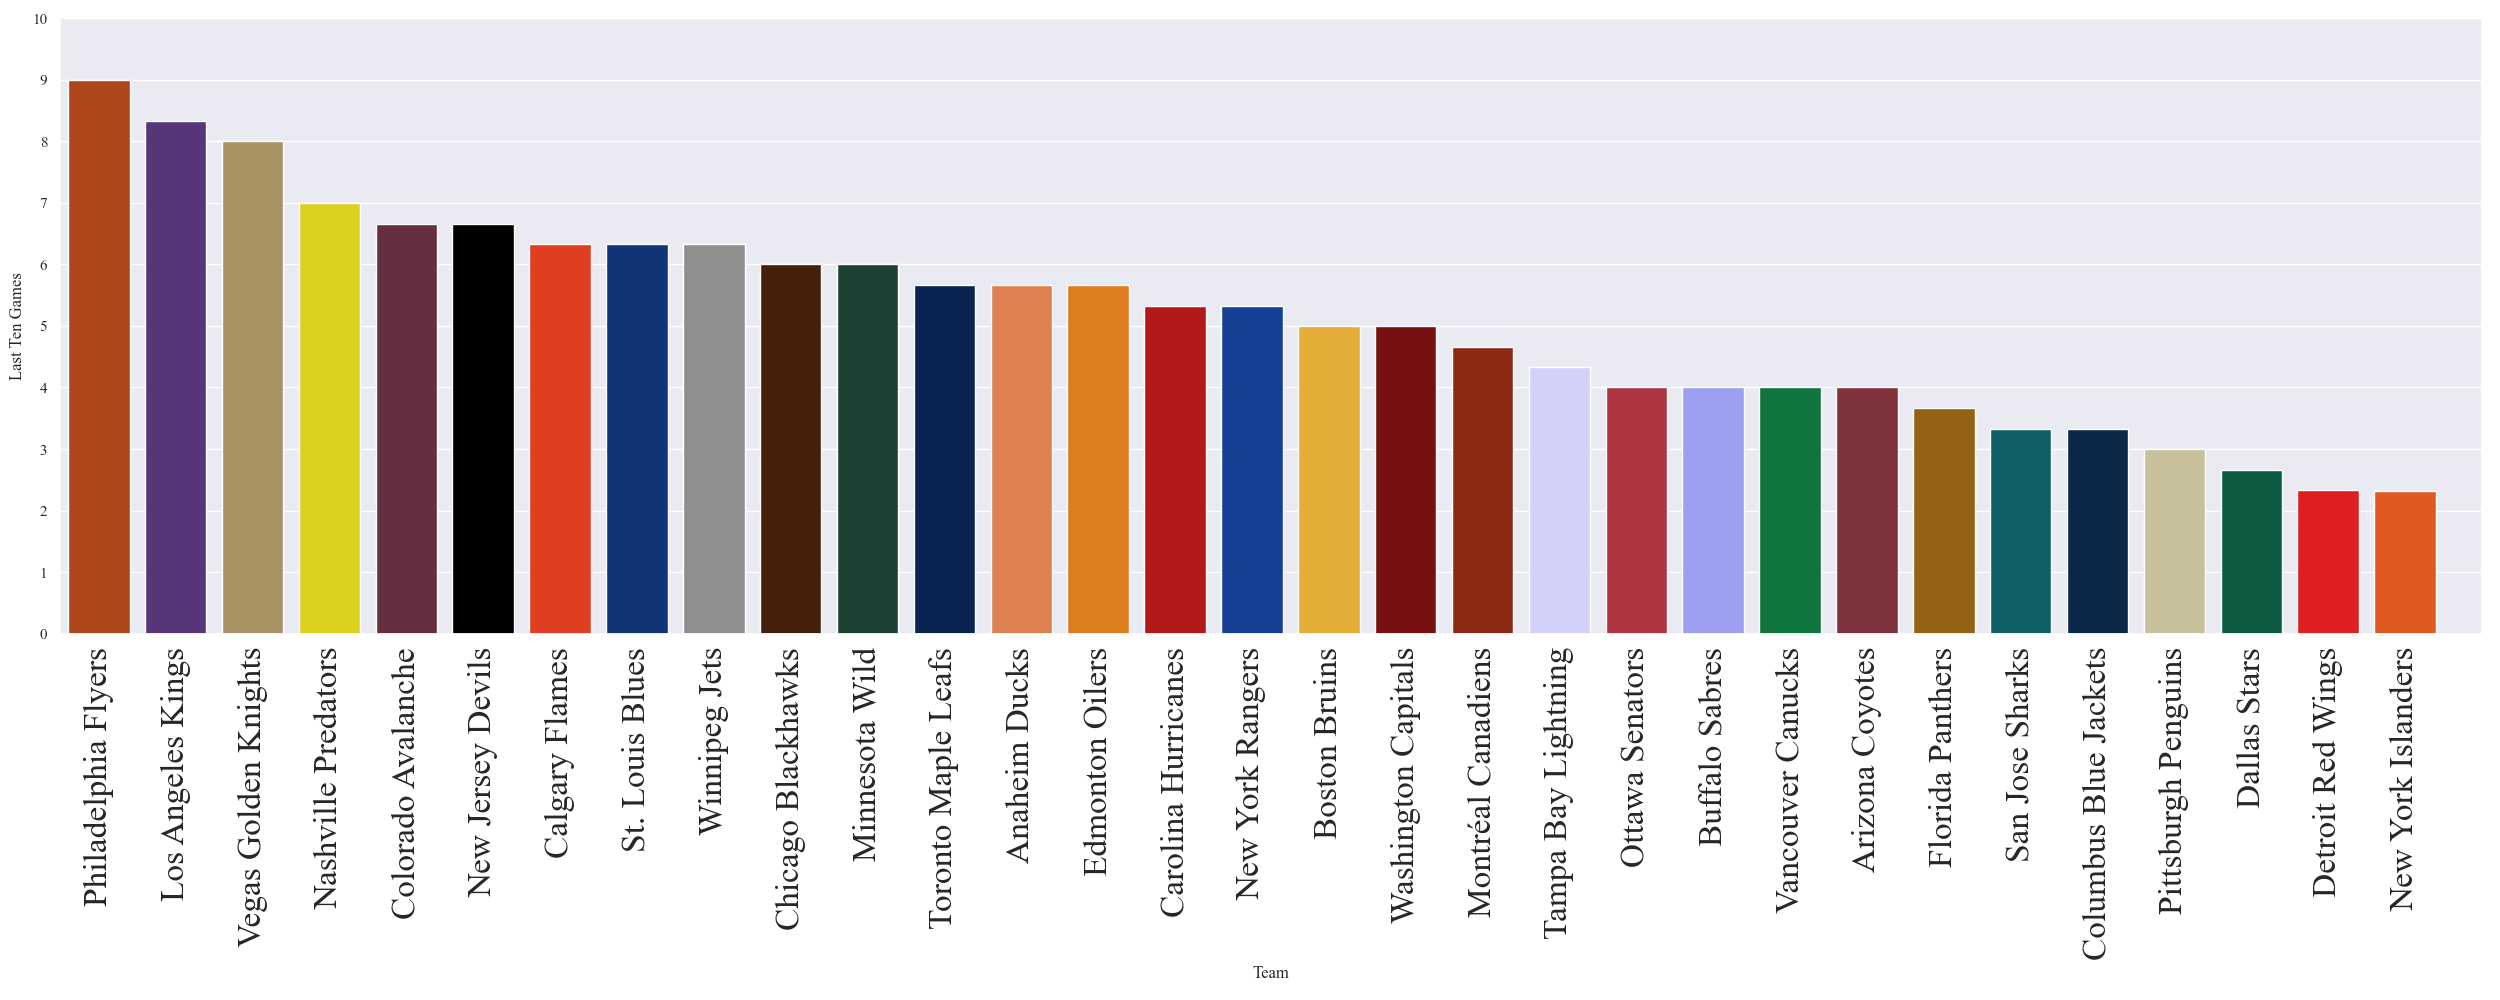 10
9
8
7
6
5
4
3
2
1
0
Last Ten Games
Philadelphia Flyers
Los Angeles Kings
Vegas Golden Knights
Nashville Predators
Colorado Avalanche
New Jersey Devils
Calgary Flames
St. Louis Blues
Winnipeg Jets
Chicago Blackhawks
Minnesota Wild
Toronto Maple Leafs
Anaheim Ducks
Edmonton Oilers
Carolina Hurricanes
New York Rangers
Boston Bruins
Washington Capitals
Montréal Canadiens
Tampa Bay Lightning
Ottawa Senators
Buffalo Sabres
Vancouver Canucks
Arizona Coyotes
Florida Panthers
San Jose Sharks
Columbus Blue Jackets
Pittsburgh Penguins
Dallas Stars
Detroit Red Wings
New York Islanders
Team